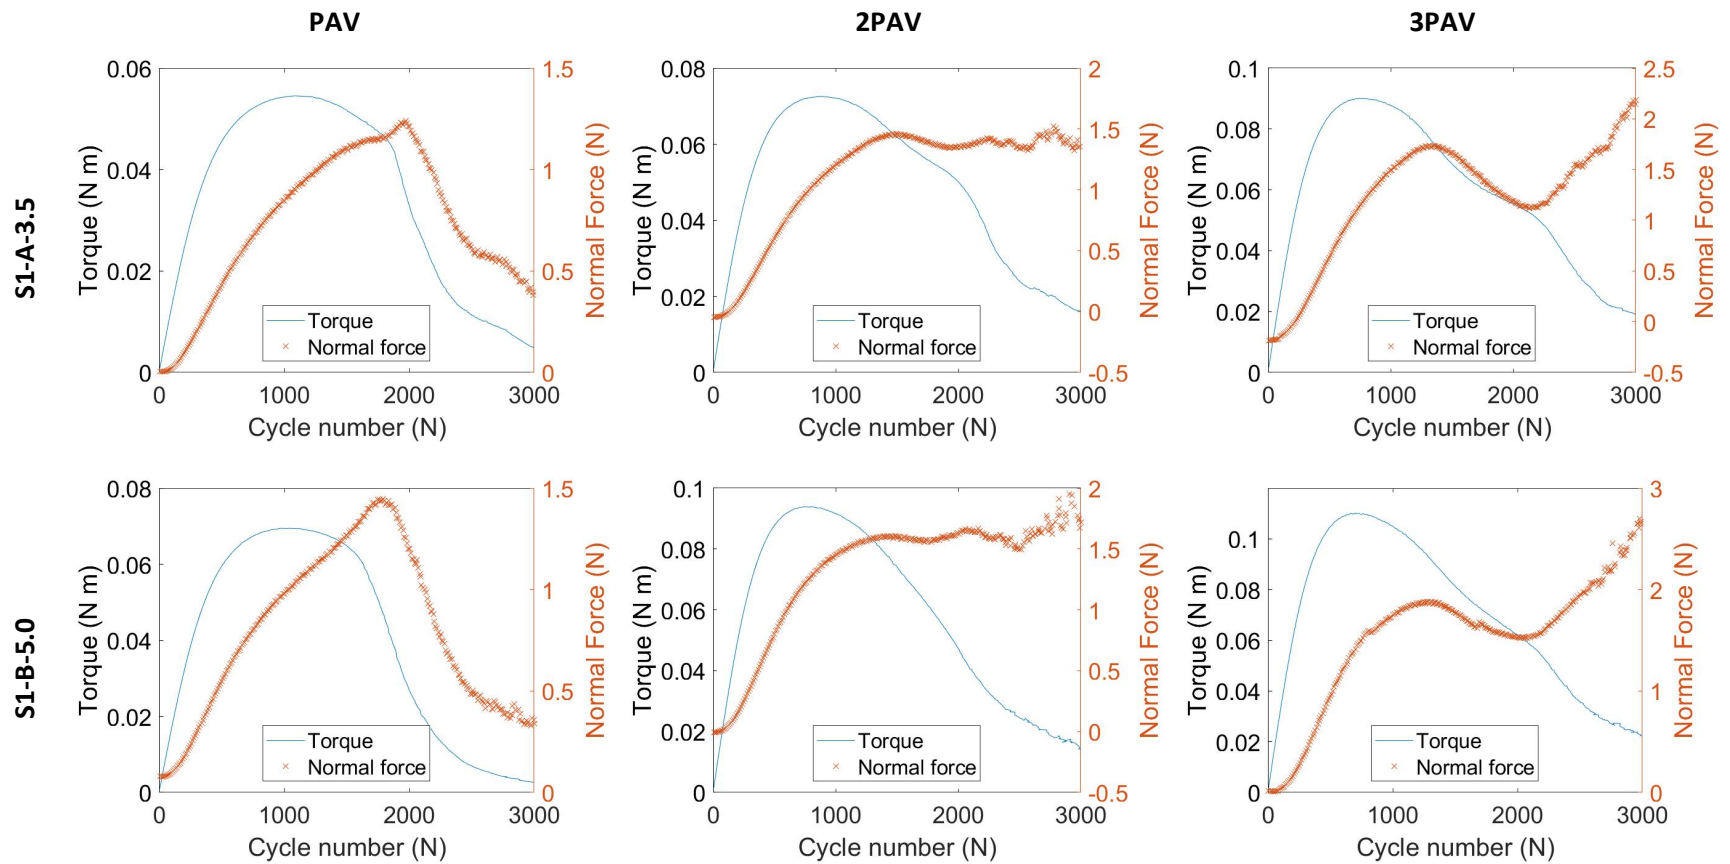 PAV
2PAV
3PAV
S1-A-3.5
0.06
0.04
0.02
0
Torque (N m)
1.5
1
0.5
0
Normal Force (N)
Torque
Normal force
0 1000 2000 3000
Cycle number (N)
0.08
0.06
0.04
0.02
0
Torque (N m)
2
1.5
1
0.5
0
-0.5
Normal Force (N)
Torque
Normal force
0 1000 2000 3000
Cycle number (N)
0.1
0.08
0.06
0.04
0.02
0
Torque (N m)
2.5
2
1.5
1
0.5
0
-0.5
Normal Force (N)
Torque
Normal force
0 1000 2000 3000
Cycle number (N)
S1-B-5.0
0.08
0.06
0.04
0.02
0
Torque (N m)
1.5
1
0.5
0
Normal Force (N)
Torque
Normal force
0 1000 2000 3000
Cycle number (N)
0.1
0.08
0.06
0.04
0.02
0
Torque (N m)
2
1.5
1
0.5
0
-0.5
Normal Force (N)
Torque
Normal force
0 1000 2000 3000
Cycle number (N)
0.1
0.08
0.06
0.04
0.02
0
Torque (N m)
3
2
1
0
Normal Force (N)
Torque
Normal force
0 1000 2000 3000
Cycle number (N)